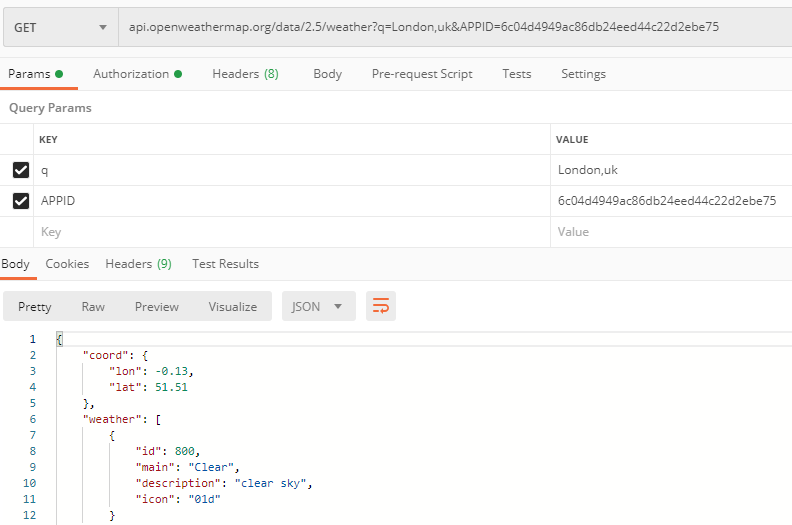 GET api.openweathermap.org/data/2.5/weather?q=London,uk&APPID=6c04d4949ac86db24eed44c22d2ebe75
Params Authorization Headers (8) Body Pre-request Script Tests Settings
Query Params
KEY VALUE
q London,uk
APPID 6c04d4949ac86db24eed44c22d2ebe75
Key Value
Body Cookies Headers (9) Test Results
Pretty Raw Preview Visualize JSON
1 {
2 "coord": {
3 "lon": -0.13,
4 "lat": 51.51
5 },
6 "weather": [
7 {
8 "id": 800,
9 "main": "Clear",
10 "description": "clear sky",
11 "icon": "01d"
12 }